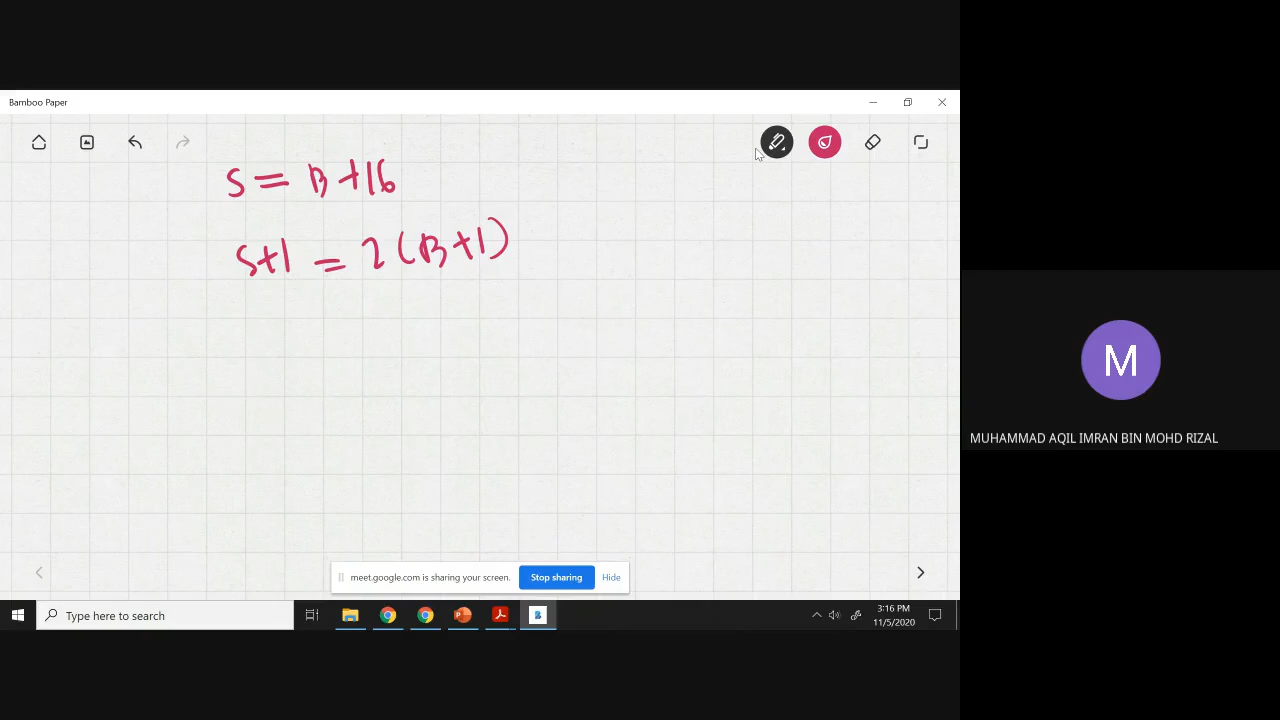 Bamboo Paper
S = B + 16
S+1 = 2(B+1)
M
MUHAMMAD AQIL IMRAN BIN MOHD RIZAL
meet.google.com is sharing your screen. Stop sharing Hide
Type here to search
3:16 PM
11/5/2020